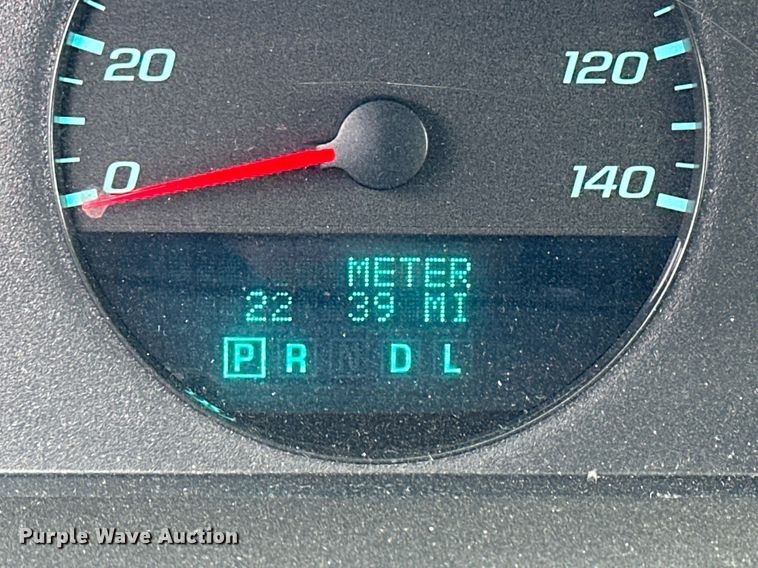 20
120
0
140
METER
22 39 MI
P R D L
Purple Wave Auction